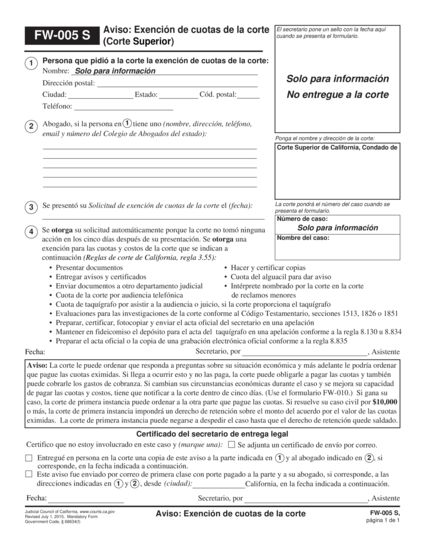 FW-005 S
Aviso: Exención de cuotas de la corte
(Corte Superior)
El secretario pone un sello con la fecha aquí
cuando se presenta el formulario.
Solo para información
No entregue a la corte
1 Persona que pidió a la corte la exención de cuotas de la corte:
Nombre: Solo para información
Dirección postal:
Ciudad: Estado: Cód. postal:
Teléfono:
2 Abogado, si la persona en 1 tiene uno (nombre, dirección, teléfono,
email y número del Colegio de Abogados del estado):
Ponga el nombre y dirección de la corte:
Corte Superior de California, Condado de
3 Se presentó su Solicitud de exención de cuotas de la corte el (fecha):
La corte pondrá el número del caso cuando se
presenta el formulario.
Número de caso:
Solo para información
Nombre del caso:
4 Se otorga su solicitud automáticamente porque la corte no tomó ninguna
acción en los cinco días después de su presentación. Se otorga una
exención para las cuotas y costos de la corte que se indican a
continuación (Reglas de corte de California, regla 3.55):
• Presentar documentos
• Entregar avisos y certificados
• Enviar documentos a otro departamento judicial
• Cuota de la corte por audiencia telefónica
• Hacer y certificar copias
• Cuota del alguacil para dar aviso
• Intérprete nombrado por la corte en la corte
de reclamos menores
• Cuota de taquígrafo por asistir a la audiencia o juicio, si la corte proporciona el taquígrafo
• Evaluaciones para las investigaciones de la corte conforme al Código Testamentario, secciones 1513, 1826 o 1851
• Preparar, certificar, fotocopiar y enviar el acta oficial del secretario en una apelación
• Mantener en fideicomiso el depósito para el acta del taquígrafo en una apelación conforme a la regla 8.130 u 8.834
• Preparar el acta oficial o la copia de una grabación electrónica oficial conforme a la regla 8.835
Fecha: Secretario, por , Asistente
Aviso: La corte le puede ordenar que responda a preguntas sobre su situación económica y más adelante le podría ordenar
que pague las cuotas eximidas. Si llega a ocurrir esto y no las paga, la corte puede obligarle a pagar las cuotas y también
puede cobrarle los gastos de cobranza. Si cambian sus circunstancias económicas durante el caso y se mejora su capacidad
de pagar las cuotas y costos, tiene que notificar a la corte dentro de cinco días. (Use el formulario FW-010.) Si gana su
caso, la corte de primera instancia puede ordenar a la otra parte que pague las cuotas. Si resuelve su caso civil por $10,000
o más, la corte de primera instancia impondrá un derecho de retención sobre el monto del acuerdo por el valor de las cuotas
eximidas. La corte de primera instancia puede negarse a despedir el caso hasta que el derecho de retención quede saldado.
Certificado del secretario de entrega legal
Certifico que no estoy involucrado en este caso y (marque una): Se adjunta un certificado de envío por correo.
Entregué en persona en la corte una copia de este aviso a la parte indicada en 1 y al abogado indicado en 2, si
corresponde, en la fecha indicada a continuación.
Este aviso fue enviado por correo de primera clase con porte pagado a la parte y a su abogado, si corresponde, a las
direcciones indicadas en 1 y 2, desde (ciudad): California, en la fecha indicada a continuación.
Fecha: Secretario, por , Asistente
Judicial Council of California, www.courts.ca.gov
Revised July 1, 2015, Mandatory Form
Government Code, § 68634(f)
Aviso: Exención de cuotas de la corte
FW-005 S,
página 1 de 1